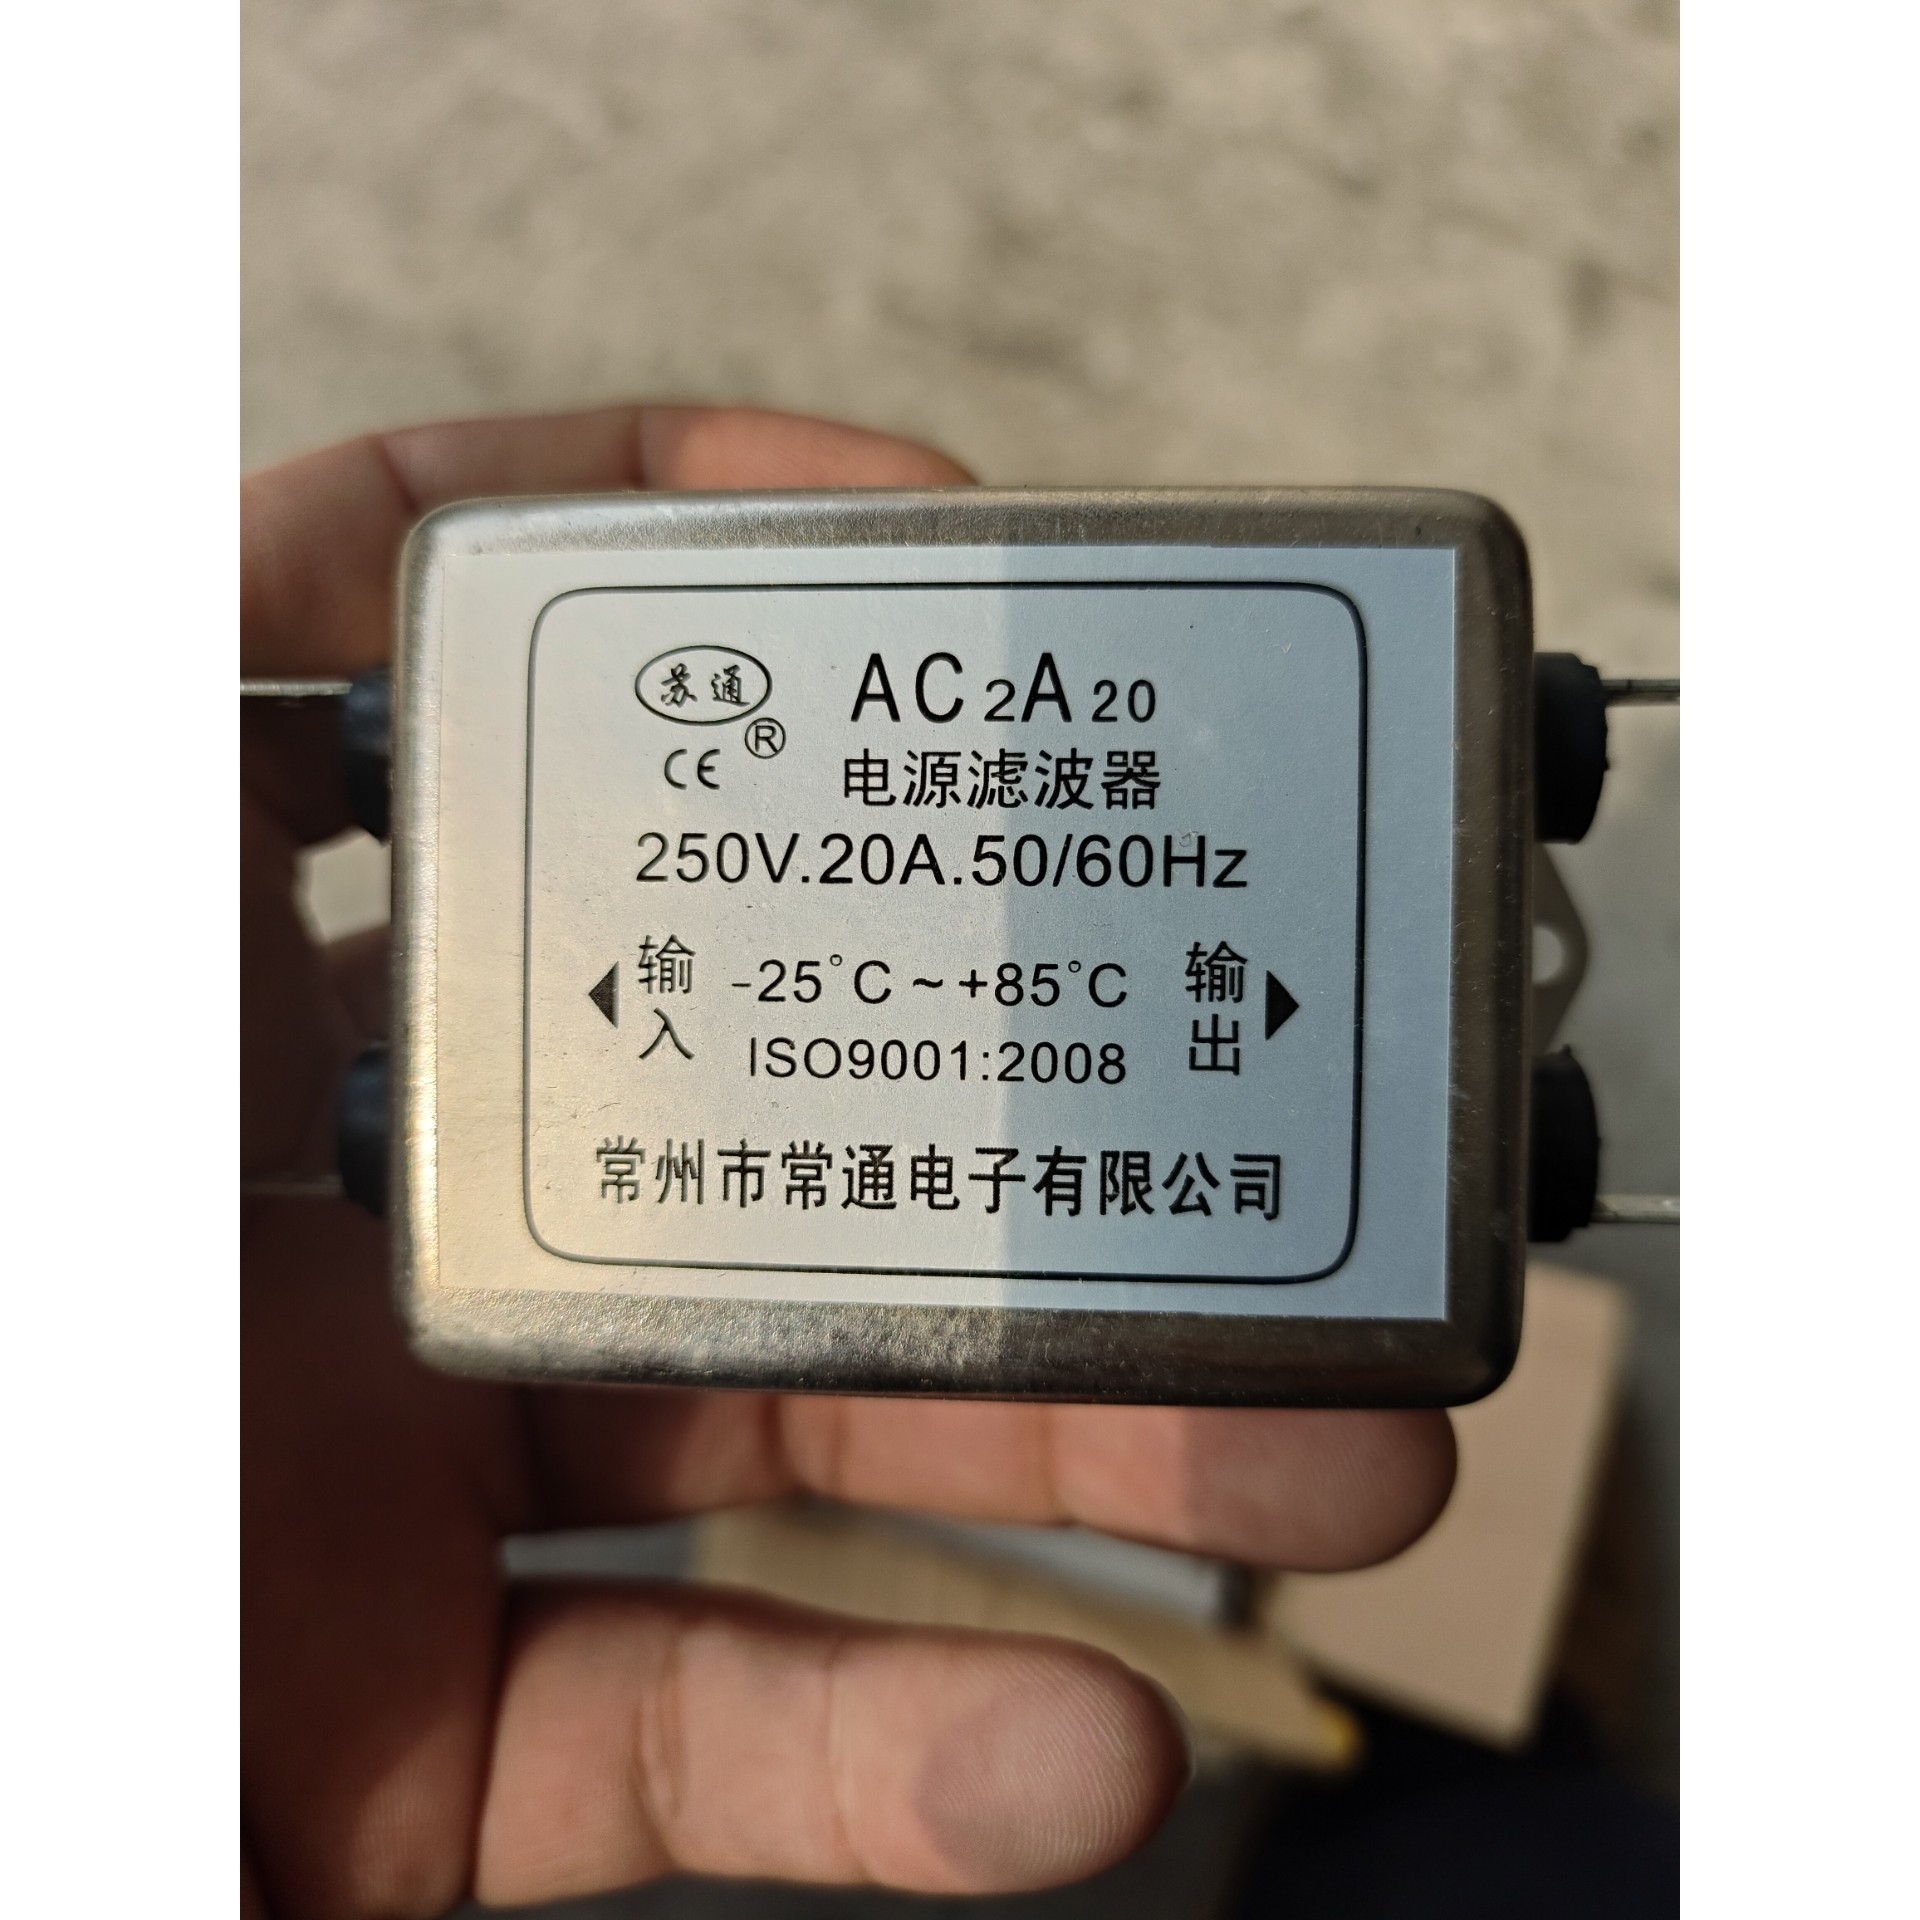 苏通 ® AC2A20
CE 电源滤波器
250V.20A.50/60Hz
输入 -25°C~+85°C 输出
ISO9001:2008
常州市常通电子有限公司